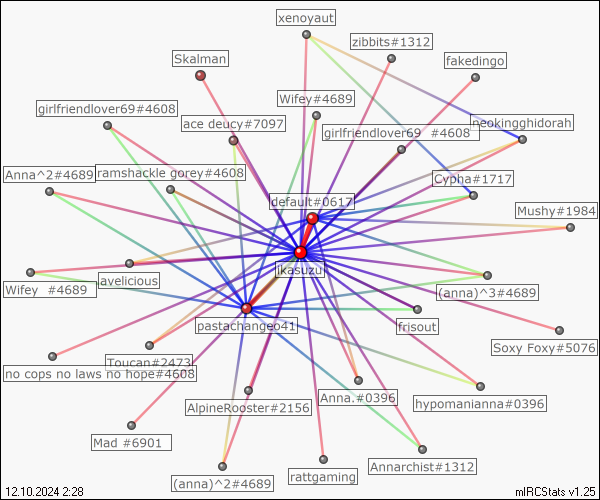 xenoyaut
zibbits#1312
Skalman
fakedingo
Wifey#4689
girlfriendlover69#4608
ace deucy#7097
neokingghidorah
girlfriendlover69 #4608
Anna^2#4689
ramshackle gorey#4608
Cypha#1717
default#0617
Mushy#1984
ikasuzu
avelicious
Wifey #4689
(anna)^3#4689
pastachangeo41
frisout
Soxy Foxy#5076
Toucan#2473
no cops no laws no hope#4608
Anna.#0396
AlpineRooster#2156
hypomanianna#0396
Mad #6901
Annarchist#1312
rattgaming
(anna)^2#4689
12.10.2024 2:28
mIRCStats v1.25